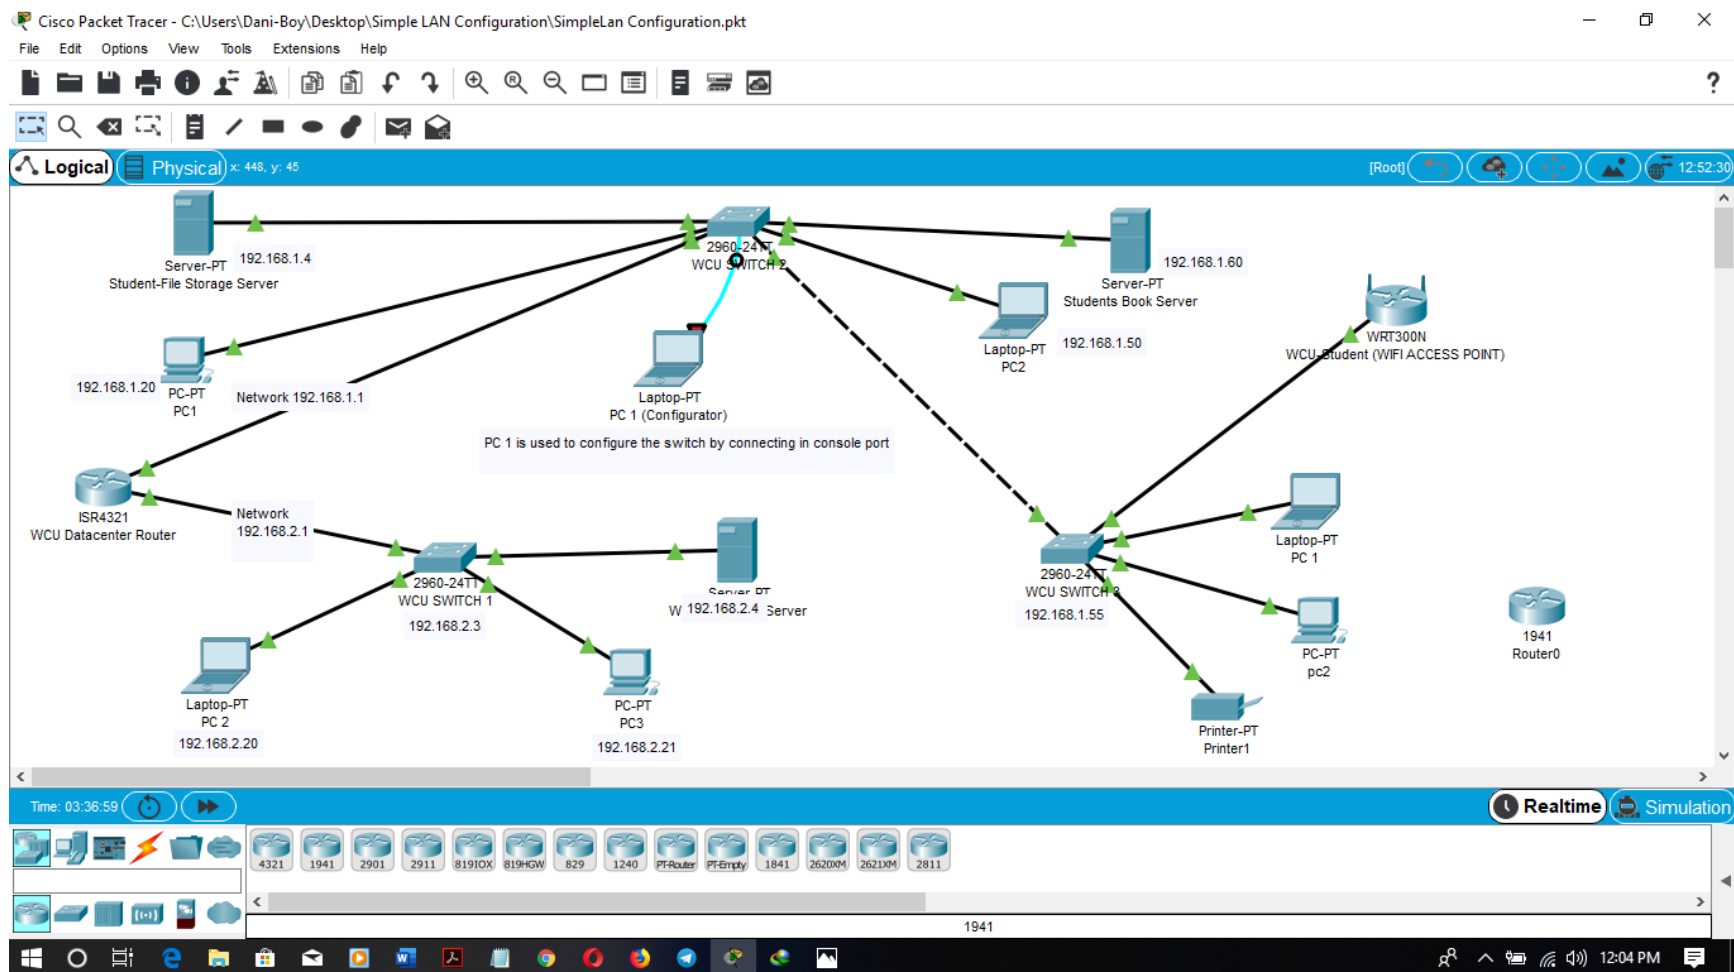 Cisco Packet Tracer - C:\Users\Dani-Boy\Desktop\Simple LAN Configuration\SimpleLan Configuration.pkt
File Edit Options View Tools Extensions Help
?
Logical Physical x: 448, y: 45 [Root] 12:52:30
Server-PT
Student-File Storage Server
192.168.1.4
2960-24TT
WCU SWITCH 2
192.168.1.60
Server-PT
Students Book Server
WRT300N
WCU-Student (WIFI ACCESS POINT)
Laptop-PT
PC2
192.168.1.50
192.168.1.20
PC-PT
PC1
Network 192.168.1.1
Laptop-PT
PC 1 (Configurator)
PC 1 is used to configure the switch by connecting in console port
ISR4321
WCU Datacenter Router
Network
192.168.2.1
2960-24TT
WCU SWITCH 1
192.168.2.3
Server-PT
W 192.168.2.4 Server
2960-24TT
WCU SWITCH 3
192.168.1.55
Laptop-PT
PC 1
PC-PT
pc2
1941
Router0
Laptop-PT
PC 2
192.168.2.20
PC-PT
PC3
192.168.2.21
Printer-PT
Printer1
Time: 03:36:59 Realtime Simulation
4321 1941 2901 2911 819IOX 819HGW 829 1240 PT-Router PT-Empty 1841 2620XM 2621XM 2811
1941
12:04 PM